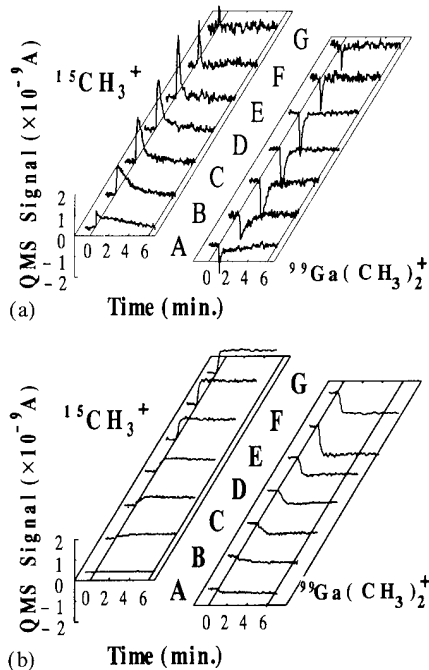 15CH3+
G
F
E
D
C
B
A
QMS Signal (×10-9A)
2
1
0
-1
-2
0 2 4 6
0 2 4 6
99Ga(CH3)2+
(a)
Time (min.)
15CH3+
G
F
E
D
C
B
A
QMS Signal (×10-9A)
2
1
0
-1
-2
0 2 4 6
0 2 4 6
99Ga(CH3)2+
(b)
Time (min.)